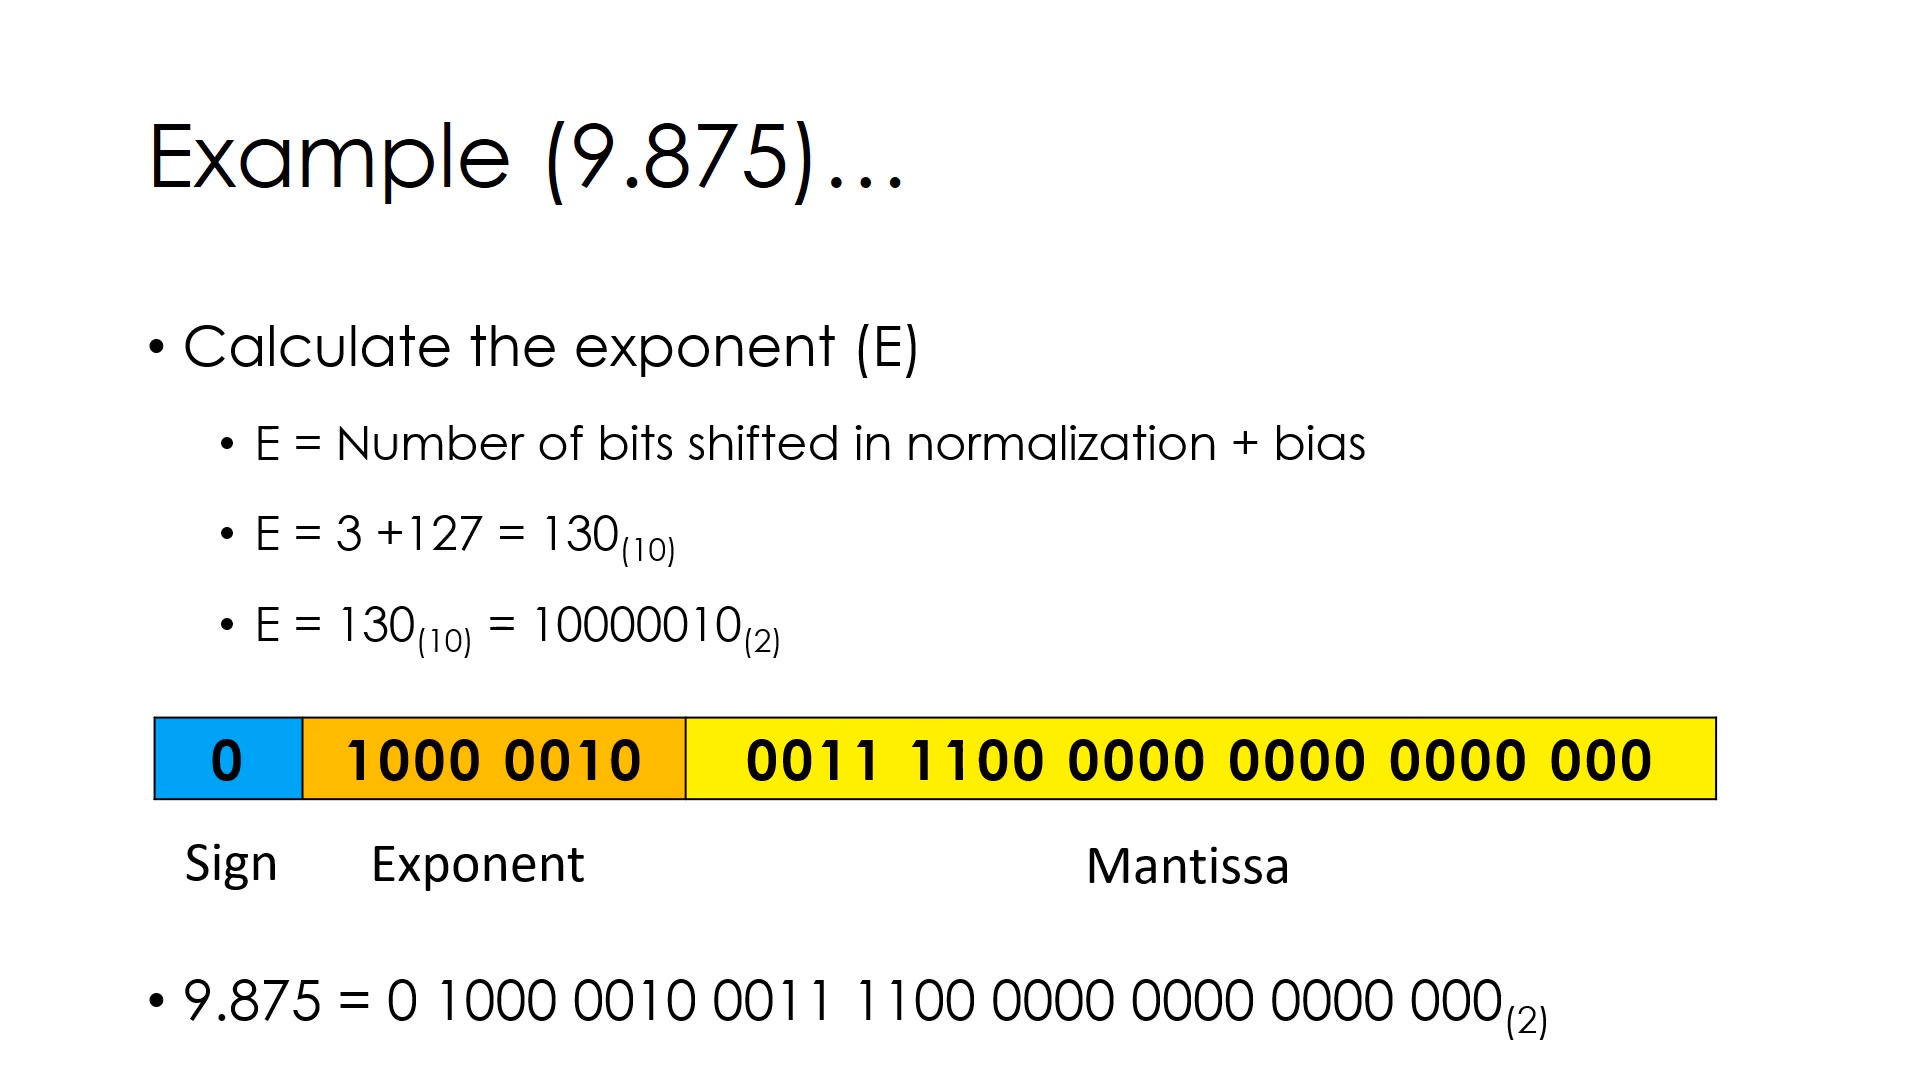 Example (9.875)…
• Calculate the exponent (E)
• E = Number of bits shifted in normalization + bias
• E = 3 +127 = 130(10)
• E = 130(10) = 10000010(2)
0 1000 0010 0011 1100 0000 0000 0000 000
Sign Exponent Mantissa
• 9.875 = 0 1000 0010 0011 1100 0000 0000 0000 000(2)